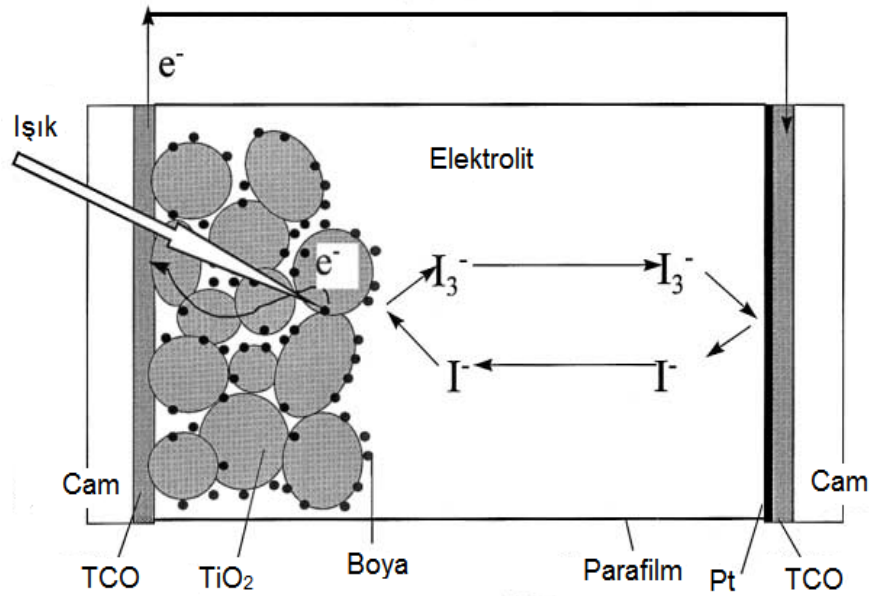 e⁻
Işık
Elektrolit
e⁻
I₃⁻ I₃⁻
I⁻ I⁻
Cam Cam
TCO TiO₂ Boya Parafilm Pt TCO